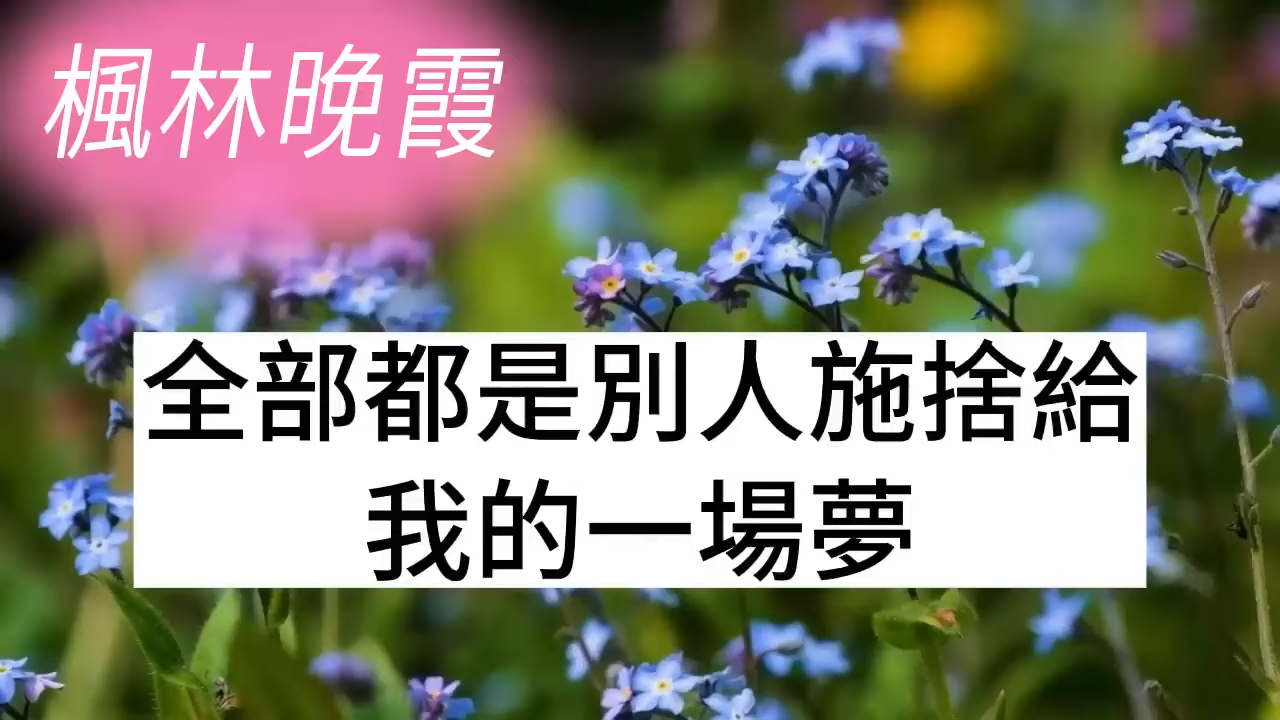 楓林晚霞
全部都是別人施捨給
我的一場夢